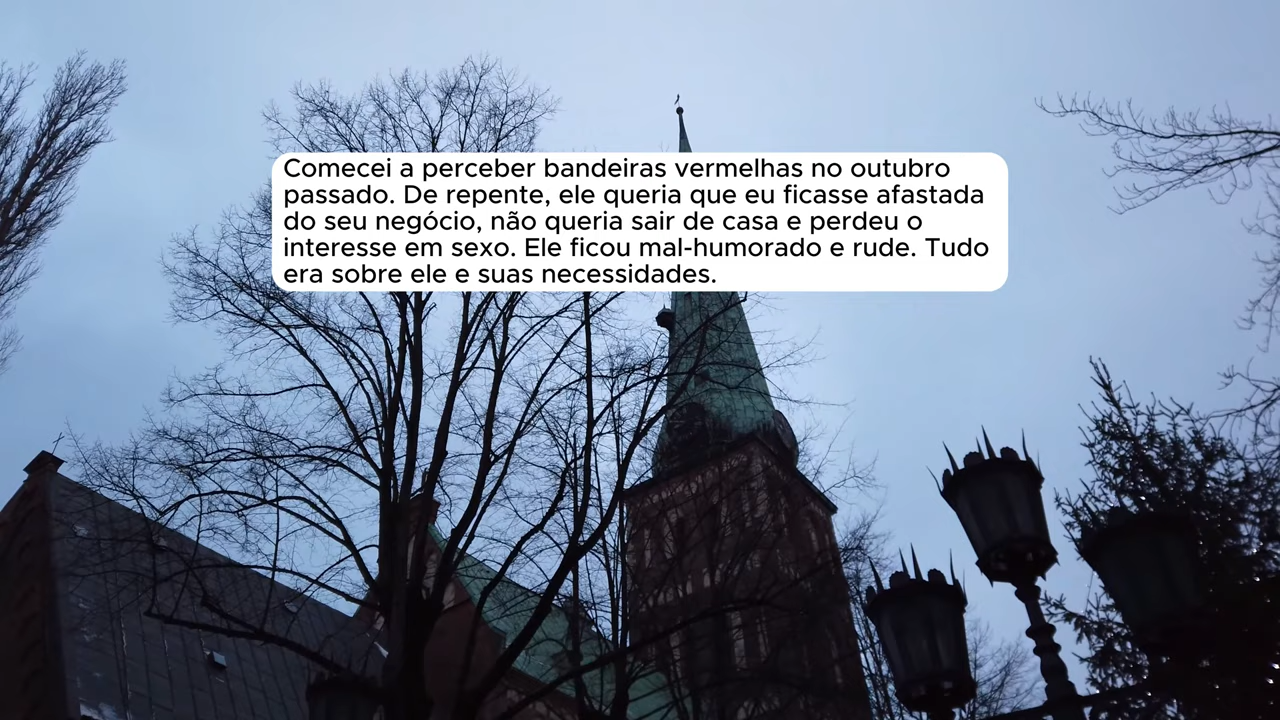 Comecei a perceber bandeiras vermelhas no outubro
passado. De repente, ele queria que eu ficasse afastada
do seu negócio, não queria sair de casa e perdeu o
interesse em sexo. Ele ficou mal-humorado e rude. Tudo
era sobre ele e suas necessidades.